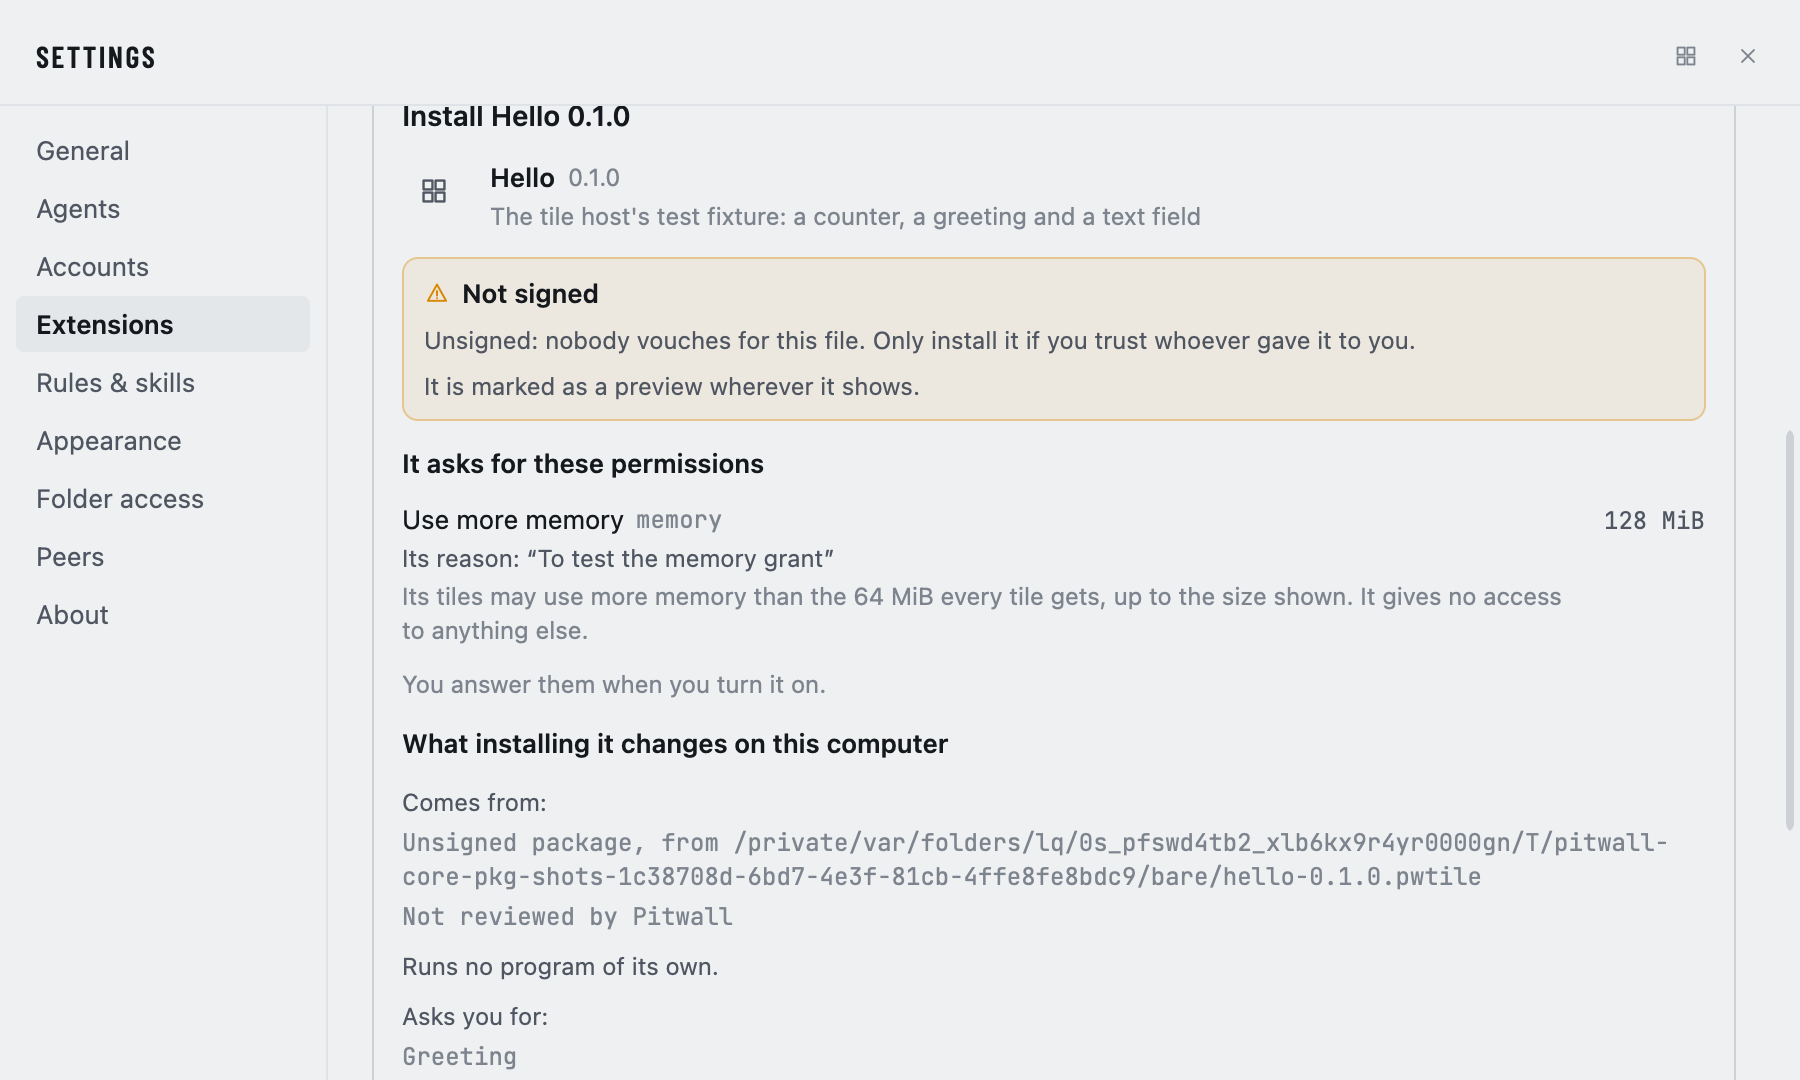 SETTINGS
General
Agents
Accounts
Extensions
Rules & skills
Appearance
Folder access
Peers
About
Install Hello 0.1.0
Hello 0.1.0
The tile host's test fixture: a counter, a greeting and a text field
Not signed
Unsigned: nobody vouches for this file. Only install it if you trust whoever gave it to you.
It is marked as a preview wherever it shows.
It asks for these permissions
Use more memory memory 128 MiB
Its reason: “To test the memory grant”
Its tiles may use more memory than the 64 MiB every tile gets, up to the size shown. It gives no access
to anything else.
You answer them when you turn it on.
What installing it changes on this computer
Comes from:
Unsigned package, from /private/var/folders/lq/0s_pfswd4tb2_xlb6kx9r4yr0000gn/T/pitwall-
core-pkg-shots-1c38708d-6bd7-4e3f-81cb-4ffe8fe8bdc9/bare/hello-0.1.0.pwtile
Not reviewed by Pitwall
Runs no program of its own.
Asks you for:
Greeting